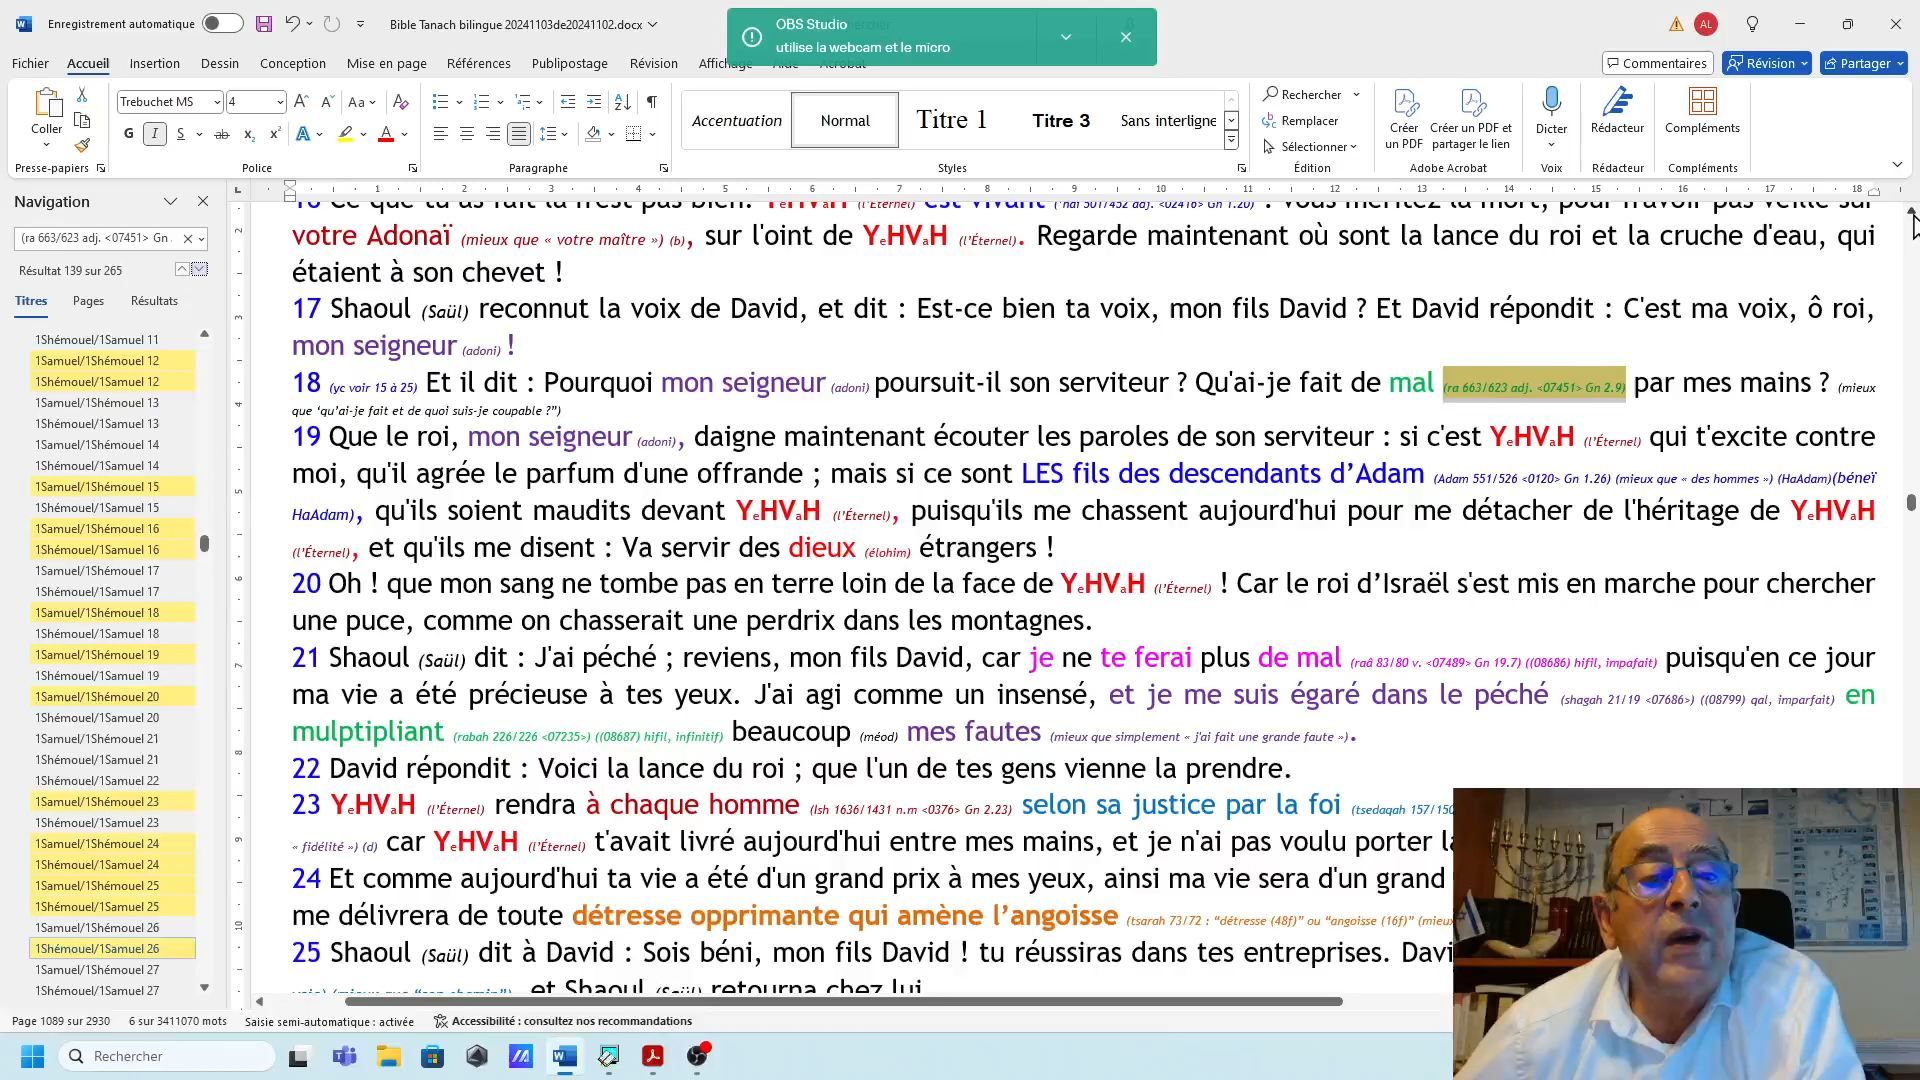 Enregistrement automatique
Bible Tanach bilingue 20241103de20241102.docx
OBS Studio
utilise la webcam et le micro
AL
Fichier Accueil Insertion Dessin Conception Mise en page Références Publipostage Révision Affichage Aide Acrobat
Commentaires Révision Partager
Coller
Presse-papiers
Trebuchet MS 4
Police
Paragraphe
Accentuation Normal Titre 1 Titre 3 Sans interligne
Styles
Rechercher
Remplacer
Sélectionner
Édition
Créer un PDF
Créer un PDF et partager le lien
Adobe Acrobat
Dicter
Voix
Rédacteur
Rédacteur
Compléments
Compléments
Navigation
(ra 663/623 adj. <07451> Gn
Résultat 139 sur 265
Titres Pages Résultats
1Shémouel/1Samuel 11
1Samuel/1Shémouel 12
1Shémouel/1Samuel 12
1Samuel/1Shémouel 13
1Shémouel/1Samuel 13
1Samuel/1Shémouel 14
1Shémouel/1Samuel 14
1Samuel/1Shémouel 15
1Shémouel/1Samuel 15
1Samuel/1Shémouel 16
1Shémouel/1Samuel 16
1Samuel/1Shémouel 17
1Shémouel/1Samuel 17
1Samuel/1Shémouel 18
1Shémouel/1Samuel 18
1Samuel/1Shémouel 19
1Shémouel/1Samuel 19
1Samuel/1Shémouel 20
1Shémouel/1Samuel 20
1Samuel/1Shémouel 21
1Shémouel/1Samuel 21
1Shémouel/1Samuel 22
1Samuel/1Shémouel 23
1Shémouel/1Samuel 23
1Samuel/1Shémouel 24
1Shémouel/1Samuel 24
1Samuel/1Shémouel 25
1Shémouel/1Samuel 25
1Samuel/1Shémouel 26
1Shémouel/1Samuel 26
1Samuel/1Shémouel 27
1Shémouel/1Samuel 27
votre Adonaï (mieux que « votre maître ») (b), sur l'oint de YeHVaH (l'Éternel). Regarde maintenant où sont la lance du roi et la cruche d'eau, qui
étaient à son chevet !
17 Shaoul (Saül) reconnut la voix de David, et dit : Est-ce bien ta voix, mon fils David ? Et David répondit : C'est ma voix, ô roi,
mon seigneur (adoni) !
18 (yc voir 15 à 25) Et il dit : Pourquoi mon seigneur (adoni) poursuit-il son serviteur ? Qu'ai-je fait de mal (ra 663/623 adj. <07451> Gn 2.9) par mes mains ? (mieux
que ‘qu’ai-je fait et de quoi suis-je coupable ?”)
19 Que le roi, mon seigneur (adoni), daigne maintenant écouter les paroles de son serviteur : si c'est YeHVaH (l'Éternel) qui t'excite contre
moi, qu'il agrée le parfum d'une offrande ; mais si ce sont LES fils des descendants d’Adam (Adam 551/526 <0120> Gn 1.26) (mieux que « des hommes ») (HaAdam)(béneï
HaAdam), qu'ils soient maudits devant YeHVaH (l'Éternel), puisqu'ils me chassent aujourd'hui pour me détacher de l'héritage de YeHVaH
(l'Éternel), et qu'ils me disent : Va servir des dieux (élohim) étrangers !
20 Oh ! que mon sang ne tombe pas en terre loin de la face de YeHVaH (l'Éternel) ! Car le roi d’Israël s'est mis en marche pour chercher
une puce, comme on chasserait une perdrix dans les montagnes.
21 Shaoul (Saül) dit : J'ai péché ; reviens, mon fils David, car je ne te ferai plus de mal (raâ 83/80 v. <07489> Gn 19.7) ((08686) hifil, impafait) puisqu'en ce jour
ma vie a été précieuse à tes yeux. J'ai agi comme un insensé, et je me suis égaré dans le péché (shagah 21/19 <07686>) ((08799) qal, imparfait) en
mulptipliant (rabah 226/226 <07235>) ((08687) hifil, infinitif) beaucoup (méod) mes fautes (mieux que simplement « j'ai fait une grande faute »).
22 David répondit : Voici la lance du roi ; que l'un de tes gens vienne la prendre.
23 YeHVaH (l'Éternel) rendra à chaque homme (Ish 1636/1431 n.m <0376> Gn 2.23) selon sa justice par la foi (tsedaqah
« fidélité ») (d) car YeHVaH (l'Éternel) t'avait livré aujourd'hui entre mes mains, et je n'ai pas voulu porter
24 Et comme aujourd'hui ta vie a été d'un grand prix à mes yeux, ainsi ma vie sera d'un grand
me délivrera de toute détresse opprimante qui amène l’angoisse (tsarah 73/72 : “détresse (48f)” ou “angoisse (16f)”
25 Shaoul (Saül) dit à David : Sois béni, mon fils David ! tu réussiras dans tes entreprises.
et Shaoul (Saül) retourna chez lui.
Page 1089 sur 2930 6 sur 3411070 mots Saisie semi-automatique : activée Accessibilité : consultez nos recommandations
Rechercher